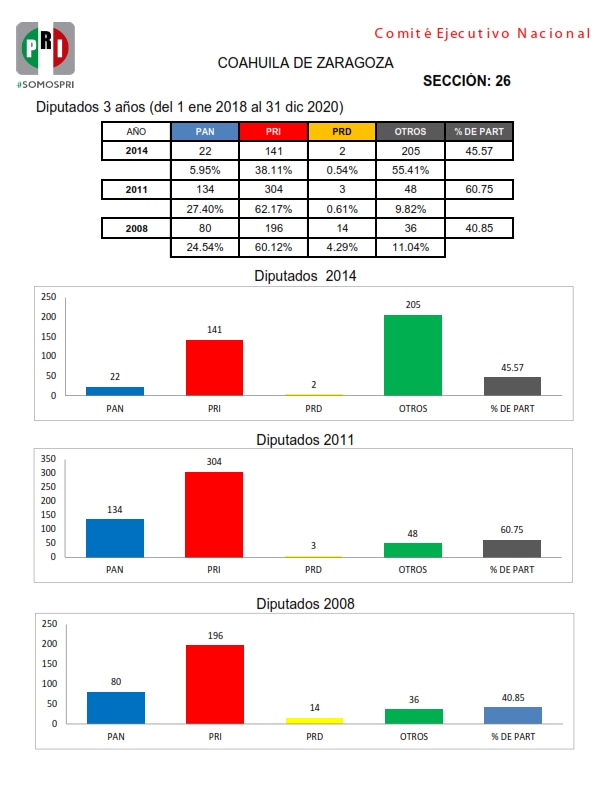 Comité Ejecutivo Nacional
PRI
#SOMOSPRI
COAHUILA DE ZARAGOZA
SECCIÓN: 26
Diputados 3 años (del 1 ene 2018 al 31 dic 2020)
AÑO PAN PRI PRD OTROS % DE PART
2014 22 141 2 205 45.57
5.95% 38.11% 0.54% 55.41%
2011 134 304 3 48 60.75
27.40% 62.17% 0.61% 9.82%
2008 80 196 14 36 40.85
24.54% 60.12% 4.29% 11.04%
Diputados 2014
250
200
150
100
50
0
22
141
2
205
45.57
PAN PRI PRD OTROS % DE PART
Diputados 2011
350
300
250
200
150
100
50
0
134
304
3
48
60.75
PAN PRI PRD OTROS % DE PART
Diputados 2008
250
200
150
100
50
0
80
196
14
36
40.85
PAN PRI PRD OTROS % DE PART